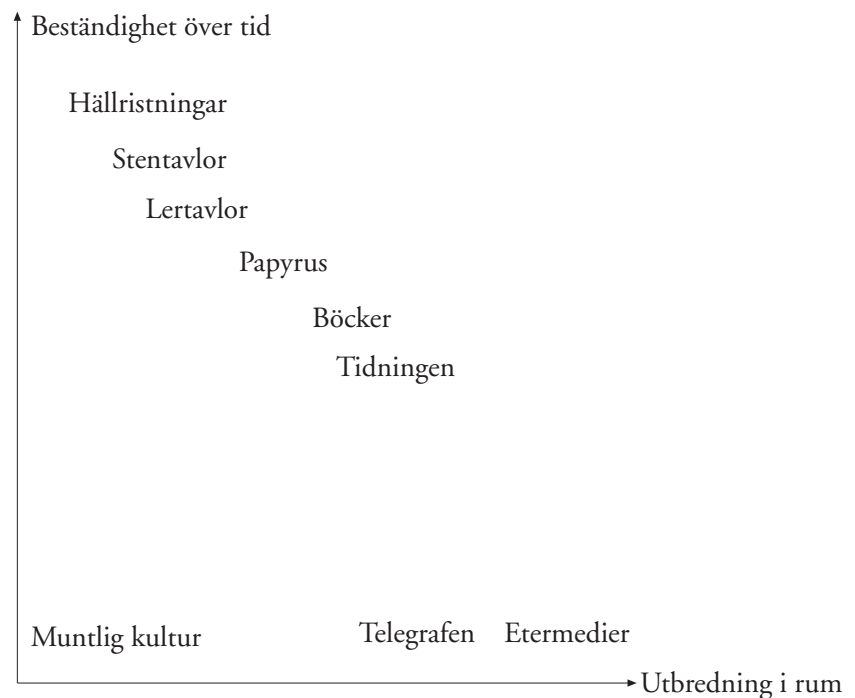 Beständighet över tid
Hällristningar
Stentavlor
Lertavlor
Papyrus
Böcker
Tidningen
Muntlig kultur Telegrafen Etermedier
Utbredning i rum